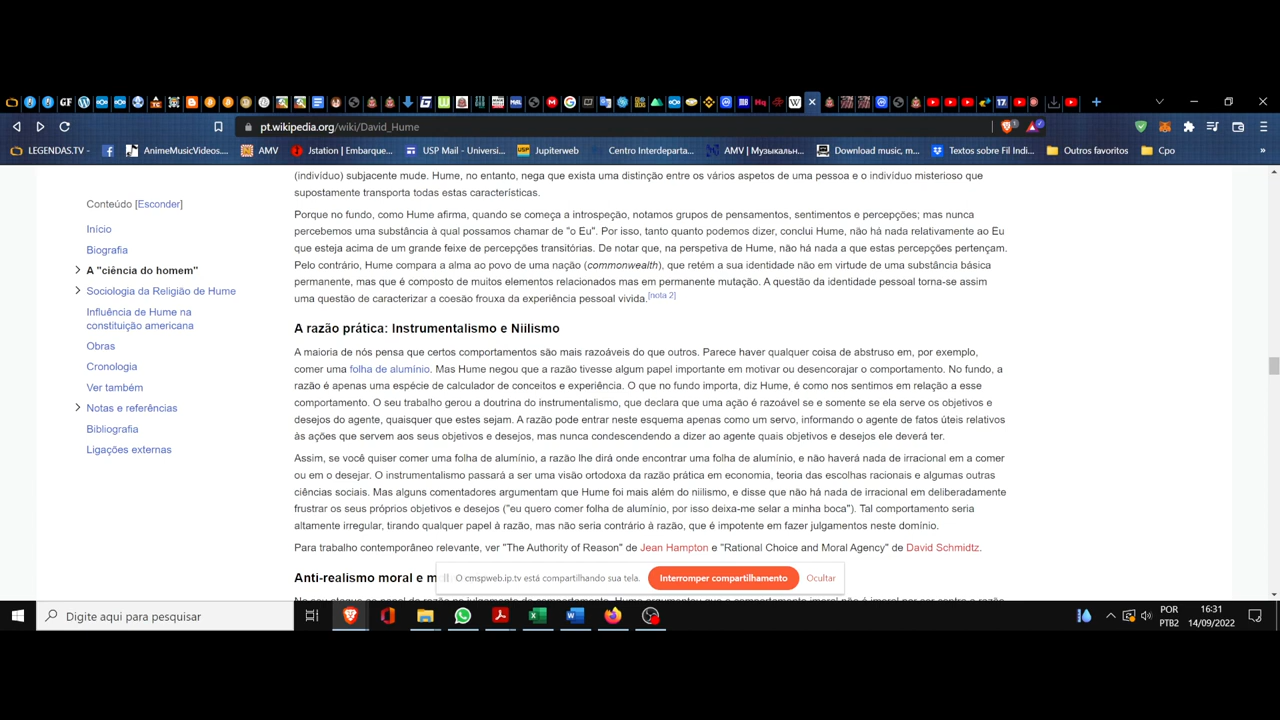 pt.wikipedia.org/wiki/David_Hume
LEGENDAS.TV - AnimeMusicVideos.... AMV Jstation | Embarque... USP Mail - Universi... Jupiterweb Centro Interdeparta... AMV | Музыкальн... Download music, m... Textos sobre Fil Indi... Outros favoritos Cpo
(indivíduo) subjacente mude. Hume, no entanto, nega que exista uma distinção entre os vários aspetos de uma pessoa e o indivíduo misterioso que
supostamente transporta todas estas características.
Conteúdo [Esconder]
Início
Biografia
A "ciência do homem"
Sociologia da Religião de Hume
Influência de Hume na
constituição americana
Obras
Cronologia
Ver também
Notas e referências
Bibliografia
Ligações externas
Porque no fundo, como Hume afirma, quando se começa a introspeção, notamos grupos de pensamentos, sentimentos e percepções; mas nunca
percebemos uma substância à qual possamos chamar de "o Eu". Por isso, tanto quanto podemos dizer, conclui Hume, não há nada relativamente ao Eu
que esteja acima de um grande feixe de percepções transitórias. De notar que, na perspetiva de Hume, não há nada a que estas percepções pertençam.
Pelo contrário, Hume compara a alma ao povo de uma nação (commonwealth), que retém a sua identidade não em virtude de uma substância básica
permanente, mas que é composto de muitos elementos relacionados mas em permanente mutação. A questão da identidade pessoal torna-se assim
uma questão de caracterizar a coesão frouxa da experiência pessoal vivida.[nota 2]
A razão prática: Instrumentalismo e Niilismo
A maioria de nós pensa que certos comportamentos são mais razoáveis do que outros. Parece haver qualquer coisa de abstruso em, por exemplo,
comer uma folha de alumínio. Mas Hume negou que a razão tivesse algum papel importante em motivar ou desencorajar o comportamento. No fundo, a
razão é apenas uma espécie de calculador de conceitos e experiência. O que no fundo importa, diz Hume, é como nos sentimos em relação a esse
comportamento. O seu trabalho gerou a doutrina do instrumentalismo, que declara que uma ação é razoável se e somente se ela serve os objetivos e
desejos do agente, quaisquer que estes sejam. A razão pode entrar neste esquema apenas como um servo, informando o agente de fatos úteis relativos
às ações que servem aos seus objetivos e desejos, mas nunca condescendendo a dizer ao agente quais objetivos e desejos ele deverá ter.
Assim, se você quiser comer uma folha de alumínio, a razão lhe dirá onde encontrar uma folha de alumínio, e não haverá nada de irracional em a comer
ou em o desejar. O instrumentalismo passará a ser uma visão ortodoxa da razão prática em economia, teoria das escolhas racionais e algumas outras
ciências sociais. Mas alguns comentadores argumentam que Hume foi mais além do niilismo, e disse que não há nada de irracional em deliberadamente
frustrar os seus próprios objetivos e desejos ("eu quero comer folha de alumínio, por isso deixa-me selar a minha boca"). Tal comportamento seria
altamente irregular, tirando qualquer papel à razão, mas não seria contrário à razão, que é impotente em fazer julgamentos neste domínio.
Para trabalho contemporâneo relevante, ver "The Authority of Reason" de Jean Hampton e "Rational Choice and Moral Agency" de David Schmidtz.
Anti-realismo moral e m
O cmspweb.ip.tv está compartilhando sua tela. Interromper compartilhamento Ocultar
Digite aqui para pesquisar
POR
PTB2
16:31
14/09/2022